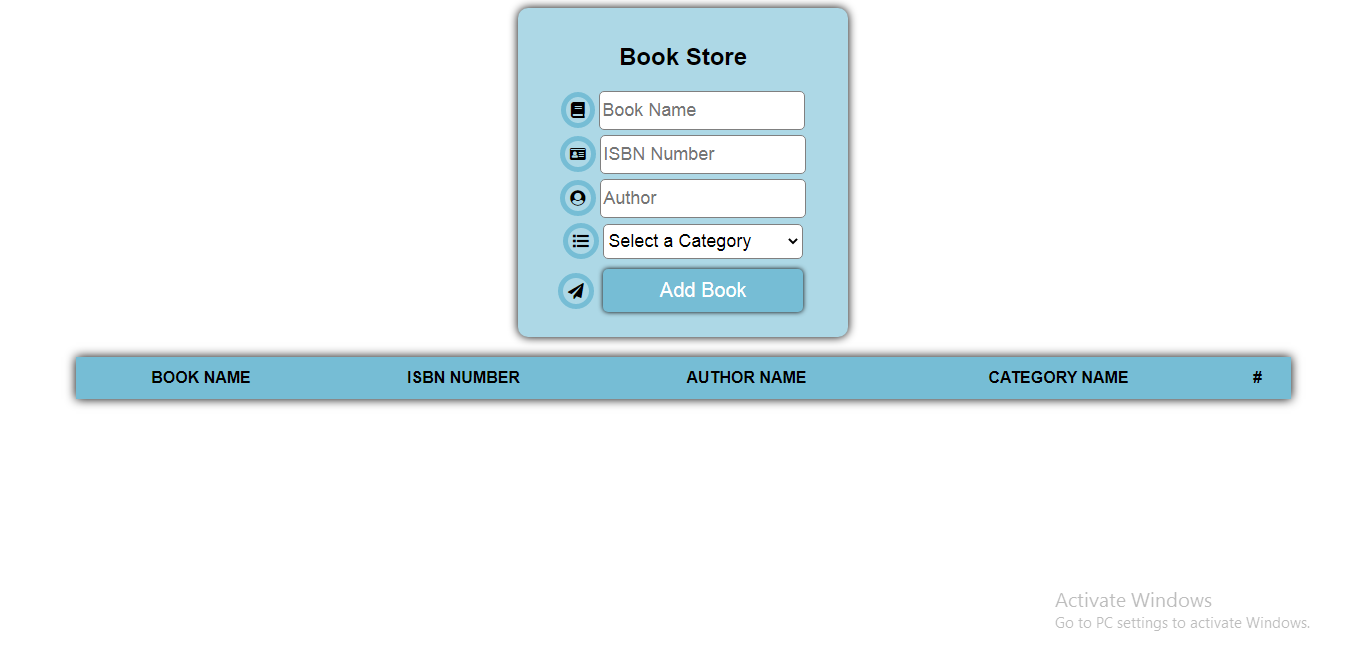 Book Store
Book Name
ISBN Number
Author
Select a Category
Add Book
BOOK NAME ISBN NUMBER AUTHOR NAME CATEGORY NAME #
Activate Windows
Go to PC settings to activate Windows.